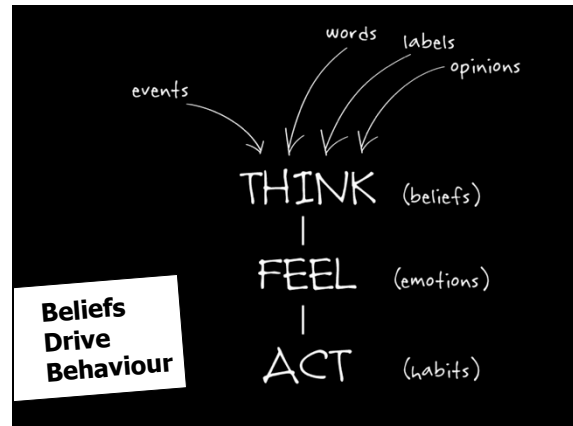 words
labels
opinions
events
THINK (beliefs)
FEEL (emotions)
ACT (habits)
Beliefs
Drive
Behaviour